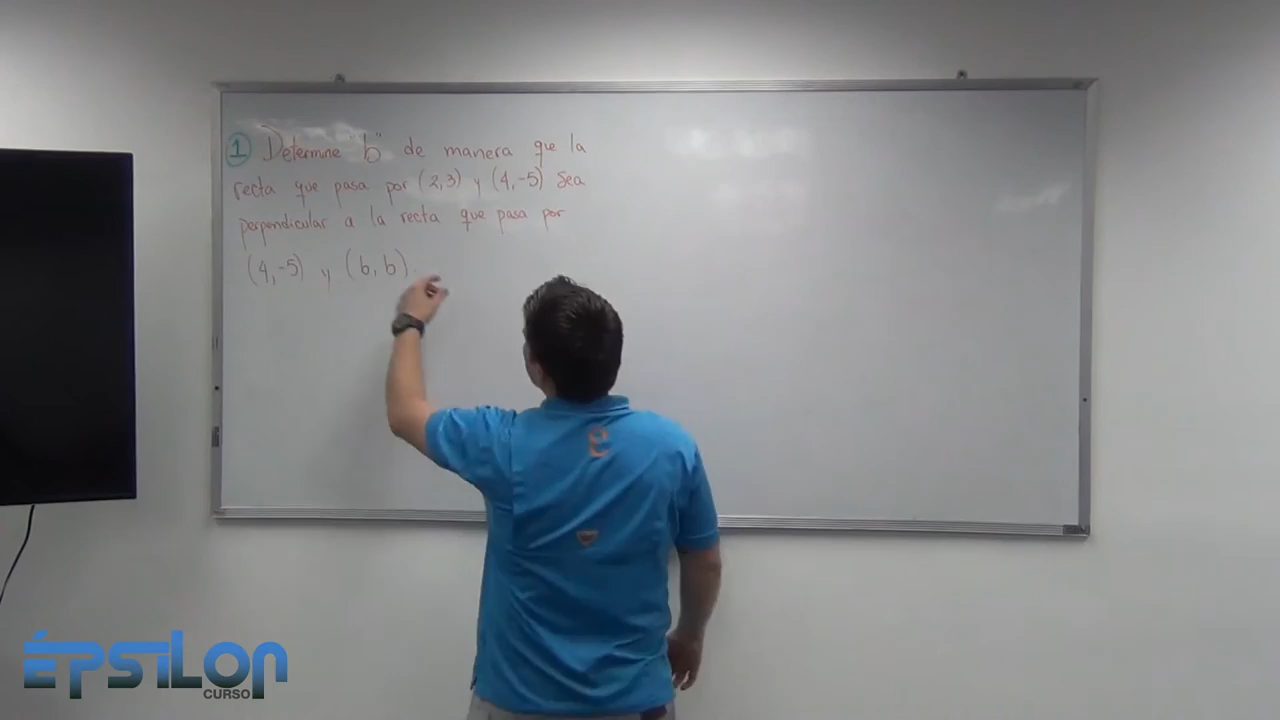 1 Determine "b" de manera que la
recta que pasa por (2,3) y (4,-5) sea
perpendicular a la recta que pasa por
(4,-5) y (b,b).
e
ÉPSILON
CURSO